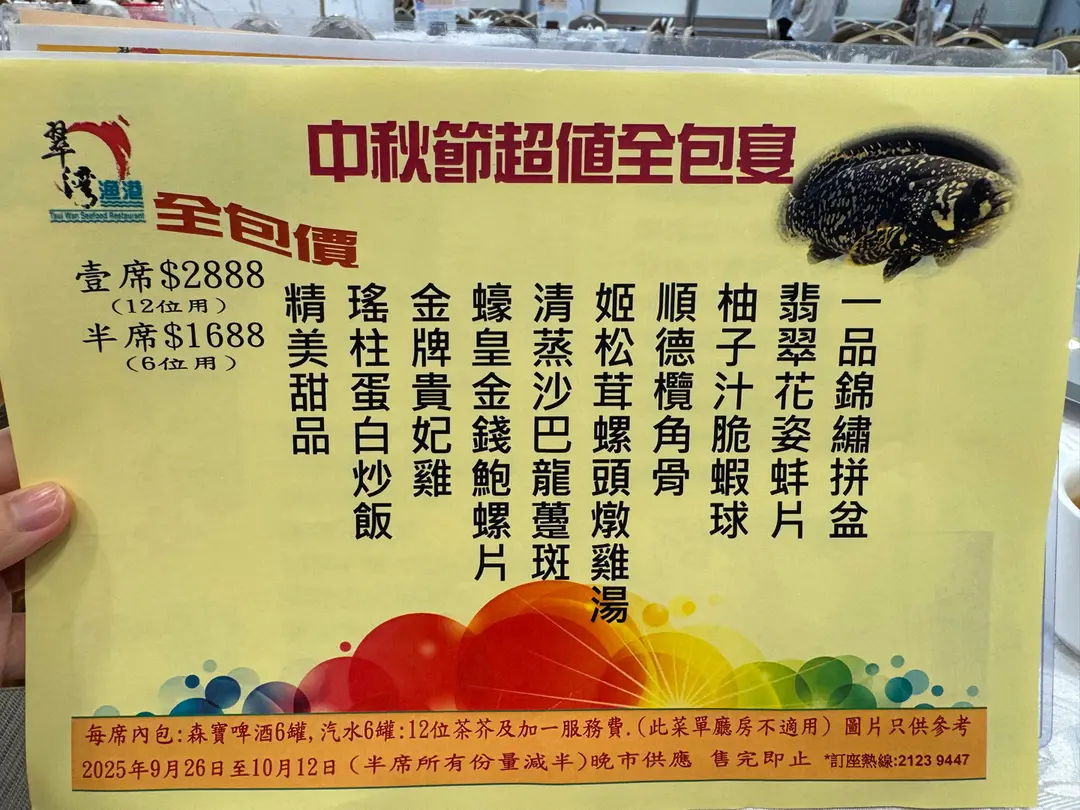 中秋節超值全包宴
翠灣漁港
Tsui Wan Seafood Restaurant
全包價
壹席$2888
(12位用)
半席$1688
(6位用)
一品錦繡拼盆
翡翠花姿蚌片
柚子汁脆蝦球
順德欖角骨
姬松茸螺頭燉雞湯
清蒸沙巴龍躉斑
蠔皇金錢鮑螺片
金牌貴妃雞
瑤柱蛋白炒飯
精美甜品
每席內包:森寶啤酒6罐,汽水6罐:12位茶芥及加一服務費.(此菜單廳房不適用) 圖片只供參考
2025年9月26日至10月12日 (半席所有份量減半)晚市供應 售完即止 *訂座熱線:2123 9447